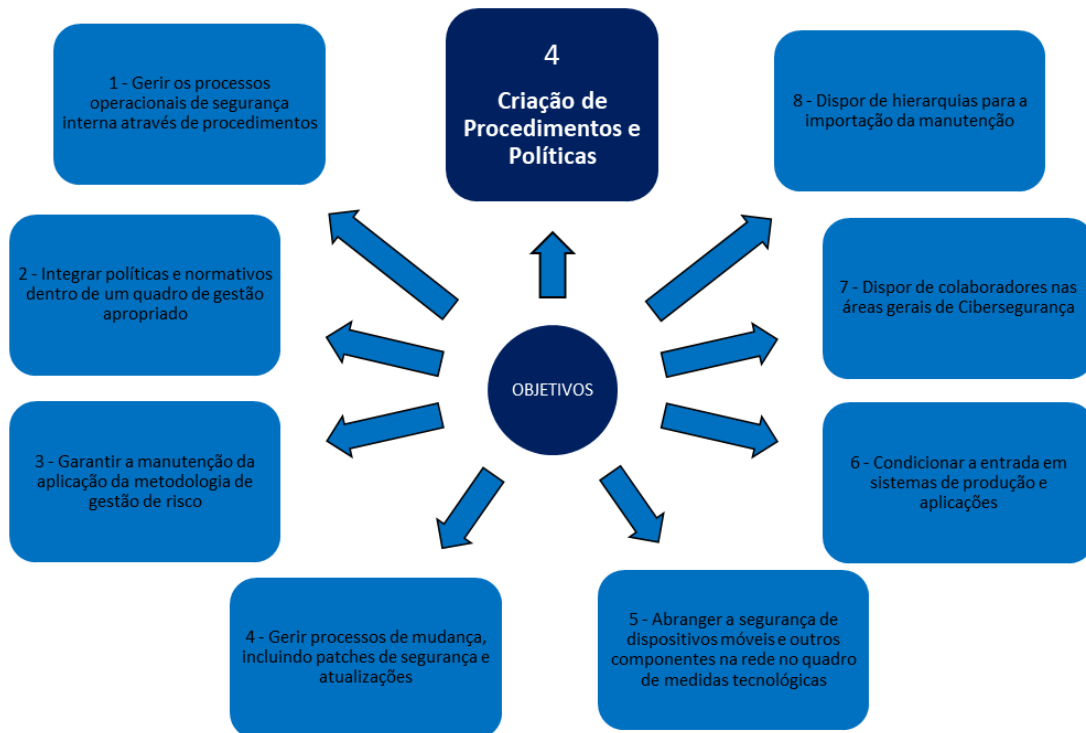 4
Criação de
Procedimentos e
Políticas
1 - Gerir os processos
operacionais de segurança
interna através de procedimentos
2 - Integrar políticas e normativos
dentro de um quadro de gestão
apropriado
3 - Garantir a manutenção da
aplicação da metodologia de
gestão de risco
4 - Gerir processos de mudança,
incluindo patches de segurança e
atualizações
5 - Abranger a segurança de
dispositivos móveis e outros
componentes na rede no quadro
de medidas tecnológicas
6 - Condicionar a entrada em
sistemas de produção e
aplicações
7 - Dispor de colaboradores nas
áreas gerais de Cibersegurança
8 - Dispor de hierarquias para a
importação da manutenção
OBJETIVOS